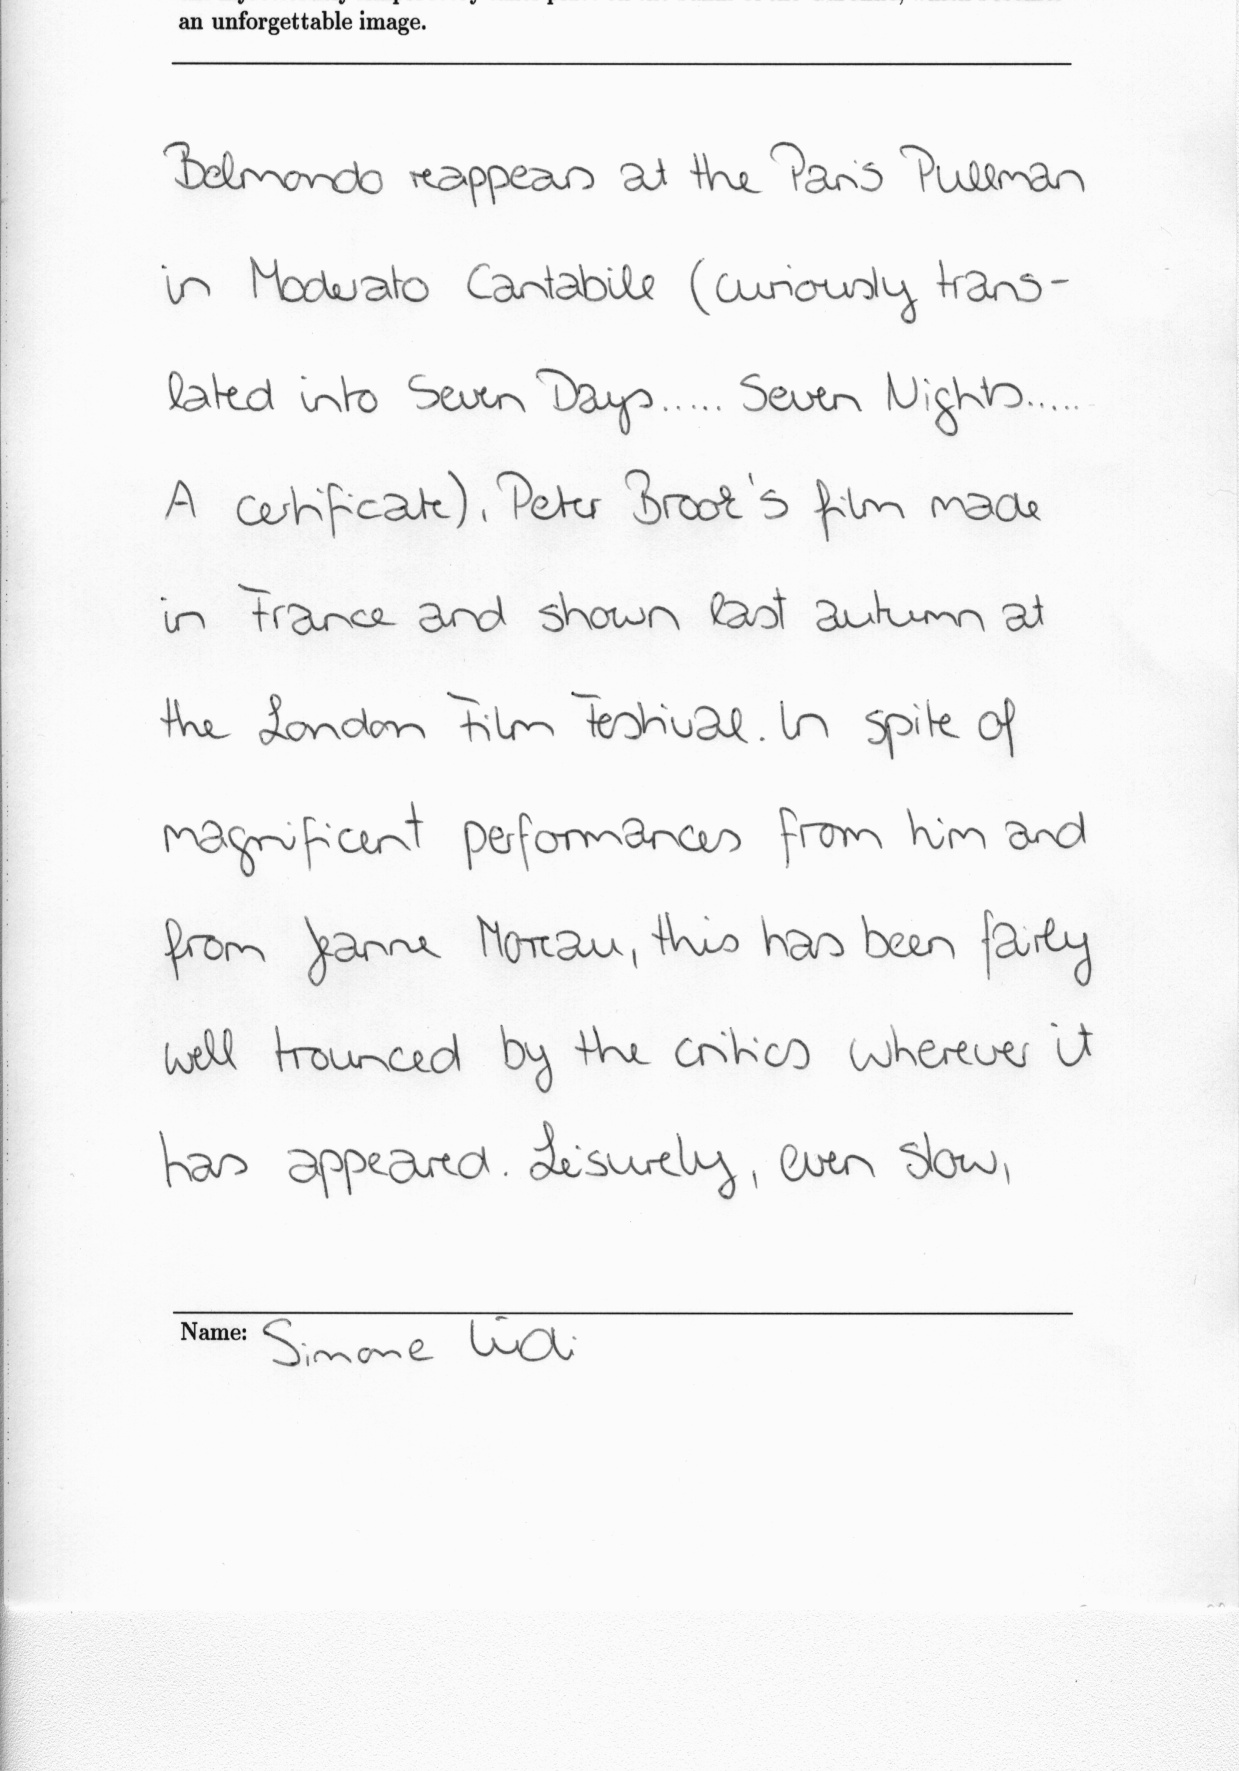 an unforgettable image.
Belmondo reappears at the Paris Pullman
in Moderato Cantabile (curiously trans-
lated into Seven Days..... Seven Nights.....
A certificate), Peter Brook's film made
in France and shown last autumn at
the London Film Festival. In spite of
magnificent performances from him and
from Jeanne Moreau, this has been fairly
well trounced by the critics wherever it
has appeared. Leisurely, even slow,
Name: Simone Lüdi